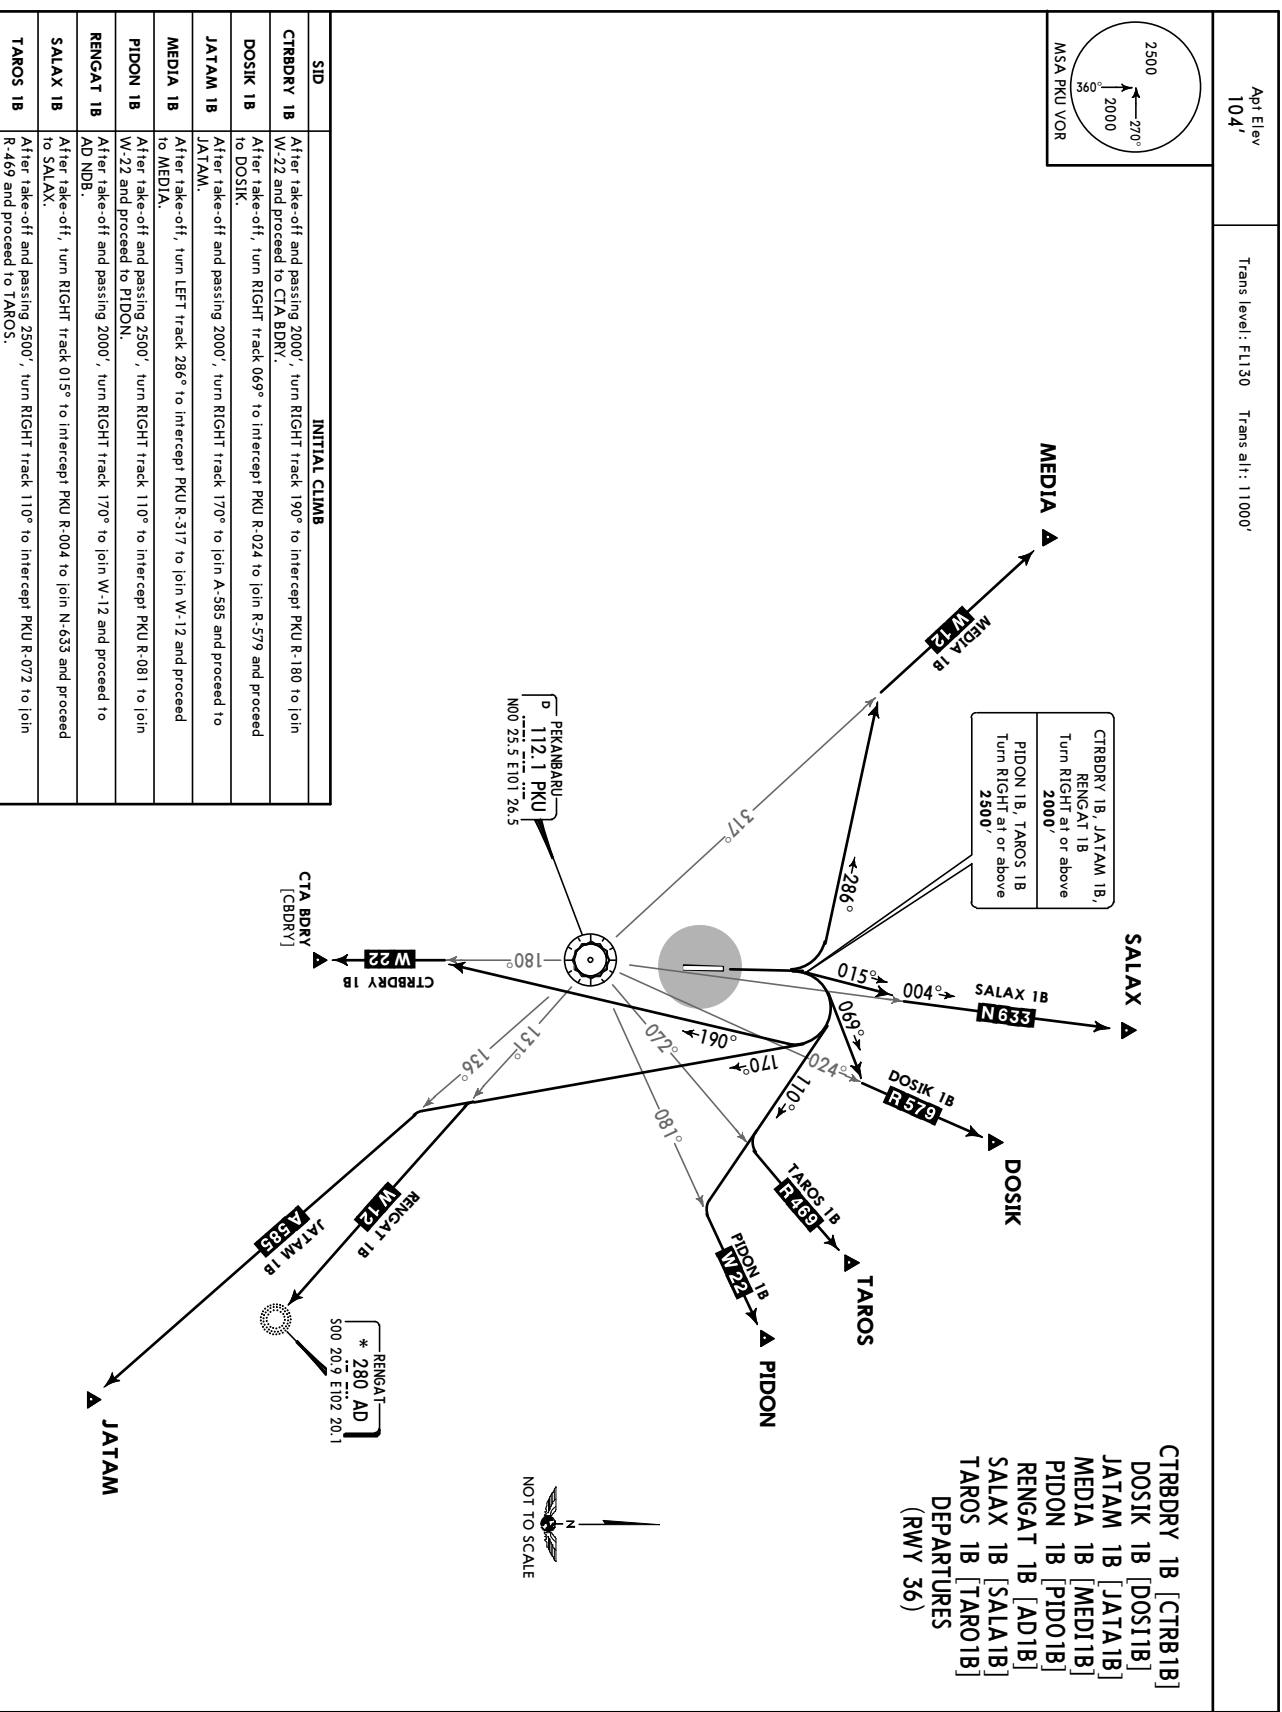 Apt Elev
104'
Trans level: FL130 Trans alt: 11000'
2500
270°
360°
2000
MSA PKU VOR
CTRBDRY 1B [CTRB1B]
DOSIK 1B [DOSI1B]
JATAM 1B [JATA1B]
MEDIA 1B [MEDI1B]
PIDON 1B [PIDO1B]
RENGAT 1B [AD1B]
SALAX 1B [SALA1B]
TAROS 1B [TARO1B]
DEPARTURES
(RWY 36)
CTRBDRY 1B, JATAM 1B,
RENGAT 1B
Turn RIGHT at or above
2000'
PIDON 1B, TAROS 1B
Turn RIGHT at or above
2500'
MEDIA
W 12
MEDIA 1B
SALAX
SALAX 1B
N 633
015°
004°
DOSIK
DOSIK 1B
R 579
069°
024°
286°
317°
TAROS
TAROS 1B
R 469
110°
072°
PIDON
PIDON 1B
W 22
081°
190°
170°
PEKANBARU
D 112.1 PKU
N00 25.5 E101 26.5
180°
131°
136°
CTA BDRY
[CBDRY]
W 22
CTRBDRY 1B
RENGAT 1B
W 12
JATAM 1B
A 585
RENGAT
* 280 AD
S00 20.9 E102 20.1
JATAM
N
NOT TO SCALE
SID INITIAL CLIMB
CTRBDRY 1B After take-off and passing 2000', turn RIGHT track 190° to intercept PKU R-180 to join
W-22 and proceed to CTA BDRY.
DOSIK 1B After take-off, turn RIGHT track 069° to intercept PKU R-024 to join R-579 and proceed
to DOSIK.
JATAM 1B After take-off and passing 2000', turn RIGHT track 170° to join A-585 and proceed to
JATAM.
MEDIA 1B After take-off, turn LEFT track 286° to intercept PKU R-317 to join W-12 and proceed
to MEDIA.
PIDON 1B After take-off and passing 2500', turn RIGHT track 110° to intercept PKU R-081 to join
W-22 and proceed to PIDON.
RENGAT 1B After take-off and passing 2000', turn RIGHT track 170° to join W-12 and proceed to
AD NDB.
SALAX 1B After take-off, turn RIGHT track 015° to intercept PKU R-004 to join N-633 and proceed
to SALAX.
TAROS 1B After take-off and passing 2500', turn RIGHT track 110° to intercept PKU R-072 to join
R-469 and proceed to TAROS.